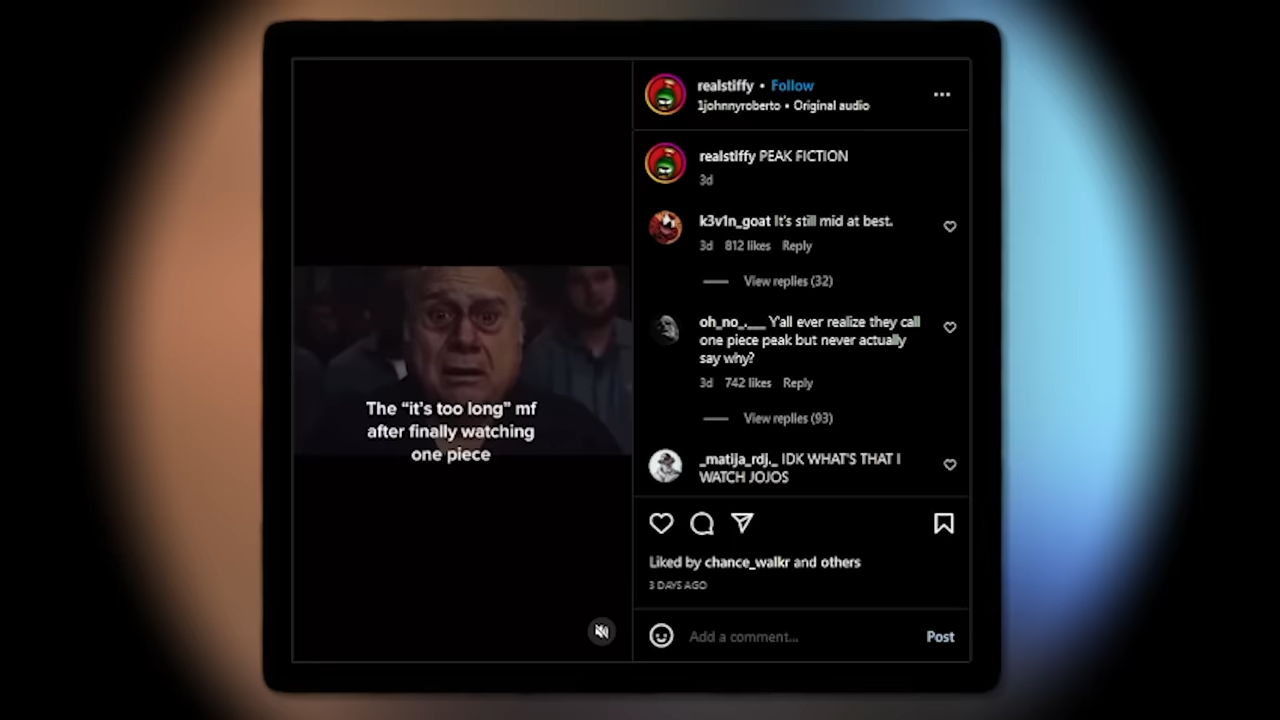 realstiffy • Follow
1johnnyroberto • Original audio
realstiffy PEAK FICTION
3d
k3v1n_goat It's still mid at best.
3d 812 likes Reply
View replies (32)
oh_no_.___ Y'all ever realize they call
one piece peak but never actually
say why?
3d 742 likes Reply
View replies (93)
_matija_rdj._ IDK WHAT'S THAT I
WATCH JOJOS
The “it's too long” mf
after finally watching
one piece
Liked by chance_walkr and others
3 DAYS AGO
Add a comment...
Post